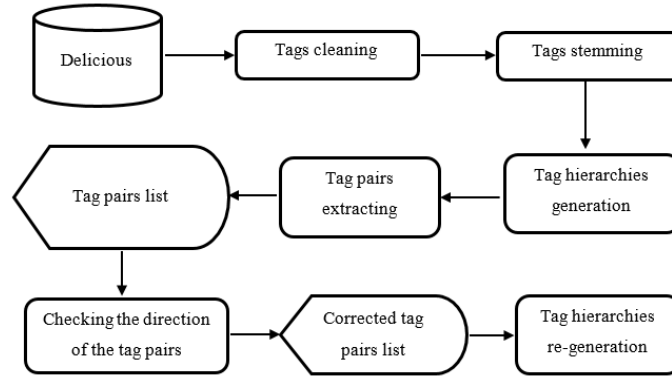 Delicious
Tags cleaning
Tags stemming
Tag hierarchies
generation
Tag pairs
extracting
Tag pairs list
Checking the direction
of the tag pairs
Corrected tag
pairs list
Tag hierarchies
re-generation